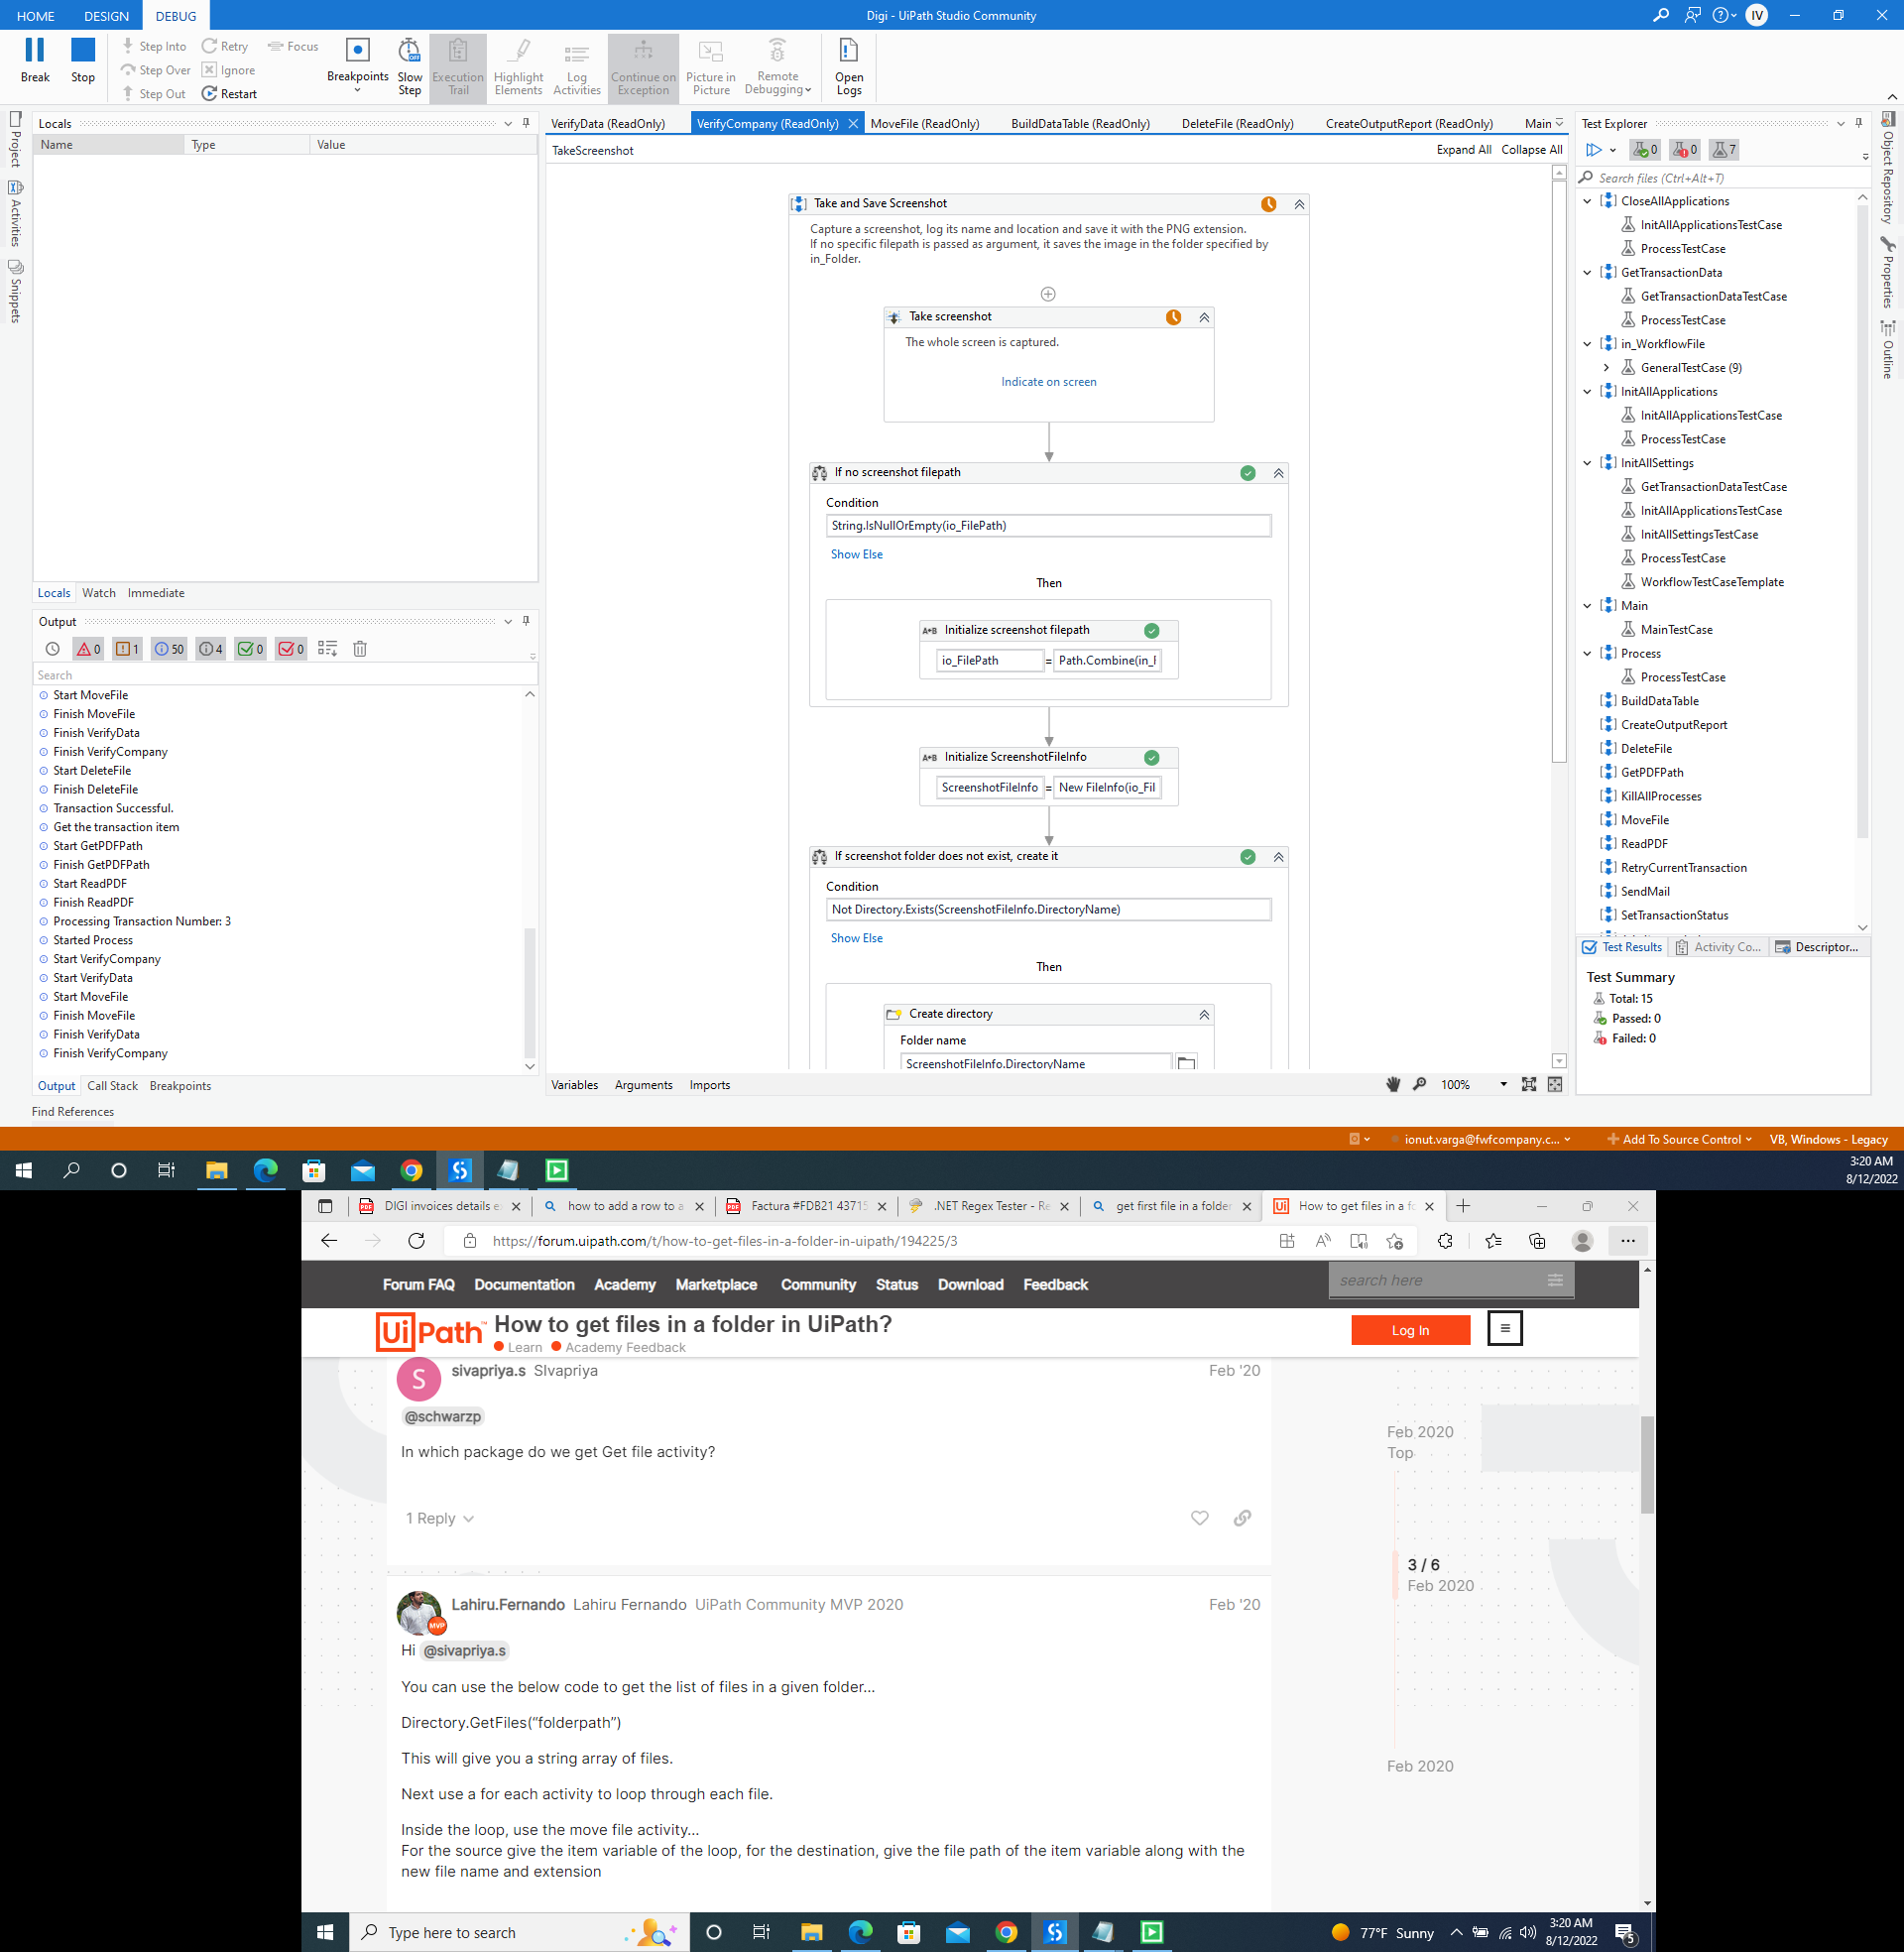 HOME DESIGN DEBUG
Digi - UiPath Studio Community
IV
Break
Stop
Step Into
Step Over
Step Out
Retry
Ignore
Restart
Focus
Breakpoints
Slow Step
Execution Trail
Highlight Elements
Log Activities
Continue on Exception
Picture in Picture
Remote Debugging
Open Logs
Project
Activities
Snippets
Locals
Name Type Value
Locals Watch Immediate
Output
0 1 50 4 0 0
Search
Start MoveFile
Finish MoveFile
Finish VerifyData
Finish VerifyCompany
Start DeleteFile
Finish DeleteFile
Transaction Successful.
Get the transaction item
Start GetPDFPath
Finish GetPDFPath
Start ReadPDF
Finish ReadPDF
Processing Transaction Number: 3
Started Process
Start VerifyCompany
Start VerifyData
Start MoveFile
Finish MoveFile
Finish VerifyData
Finish VerifyCompany
Output Call Stack Breakpoints
Find References
VerifyData (ReadOnly) VerifyCompany (ReadOnly) MoveFile (ReadOnly) BuildDataTable (ReadOnly) DeleteFile (ReadOnly) CreateOutputReport (ReadOnly) Main
TakeScreenshot
Expand All Collapse All
Take and Save Screenshot
Capture a screenshot, log its name and location and save it with the PNG extension.
If no specific filepath is passed as argument, it saves the image in the folder specified by
in_Folder.
Take screenshot
The whole screen is captured.
Indicate on screen
If no screenshot filepath
Condition
String.IsNullOrEmpty(io_FilePath)
Show Else
Then
A*B Initialize screenshot filepath
io_FilePath = Path.Combine(in_F
A*B Initialize ScreenshotFileInfo
ScreenshotFileInfo = New FileInfo(io_Fil
If screenshot folder does not exist, create it
Condition
Not Directory.Exists(ScreenshotFileInfo.DirectoryName)
Show Else
Then
Create directory
Folder name
ScreenshotFileInfo.DirectoryName
Variables Arguments Imports
100%
Test Explorer
0 0 7
Search files (Ctrl+Alt+T)
CloseAllApplications
InitAllApplicationsTestCase
ProcessTestCase
GetTransactionData
GetTransactionDataTestCase
ProcessTestCase
in_WorkflowFile
GeneralTestCase (9)
InitAllApplications
InitAllApplicationsTestCase
ProcessTestCase
InitAllSettings
GetTransactionDataTestCase
InitAllApplicationsTestCase
InitAllSettingsTestCase
ProcessTestCase
WorkflowTestCaseTemplate
Main
MainTestCase
Process
ProcessTestCase
BuildDataTable
CreateOutputReport
DeleteFile
GetPDFPath
KillAllProcesses
MoveFile
ReadPDF
RetryCurrentTransaction
SendMail
SetTransactionStatus
Test Results Activity Co... Descriptor...
Test Summary
Total: 15
Passed: 0
Failed: 0
Object Repository
Properties
Outline
ionut.varga@fwfcompany.c...
Add To Source Control
VB, Windows - Legacy
3:20 AM
8/12/2022
DIGI invoices details e
how to add a row to a
Factura #FDB21 43715
.NET Regex Tester - Re
get first file in a folder
How to get files in a fo
https://forum.uipath.com/t/how-to-get-files-in-a-folder-in-uipath/194225/3
Forum FAQ Documentation Academy Marketplace Community Status Download Feedback
search here
UiPath™
How to get files in a folder in UiPath?
Learn Academy Feedback
Log In
S
sivapriya.s SIvapriya
Feb '20
@schwarzp
In which package do we get Get file activity?
1 Reply
Lahiru.Fernando Lahiru Fernando UiPath Community MVP 2020
Feb '20
MVP
Hi @sivapriya.s
You can use the below code to get the list of files in a given folder…
Directory.GetFiles(“folderpath”)
This will give you a string array of files.
Next use a for each activity to loop through each file.
Inside the loop, use the move file activity…
For the source give the item variable of the loop, for the destination, give the file path of the item variable along with the
new file name and extension
Feb 2020
Top
3 / 6
Feb 2020
Feb 2020
Type here to search
77°F Sunny
3:20 AM
8/12/2022
5